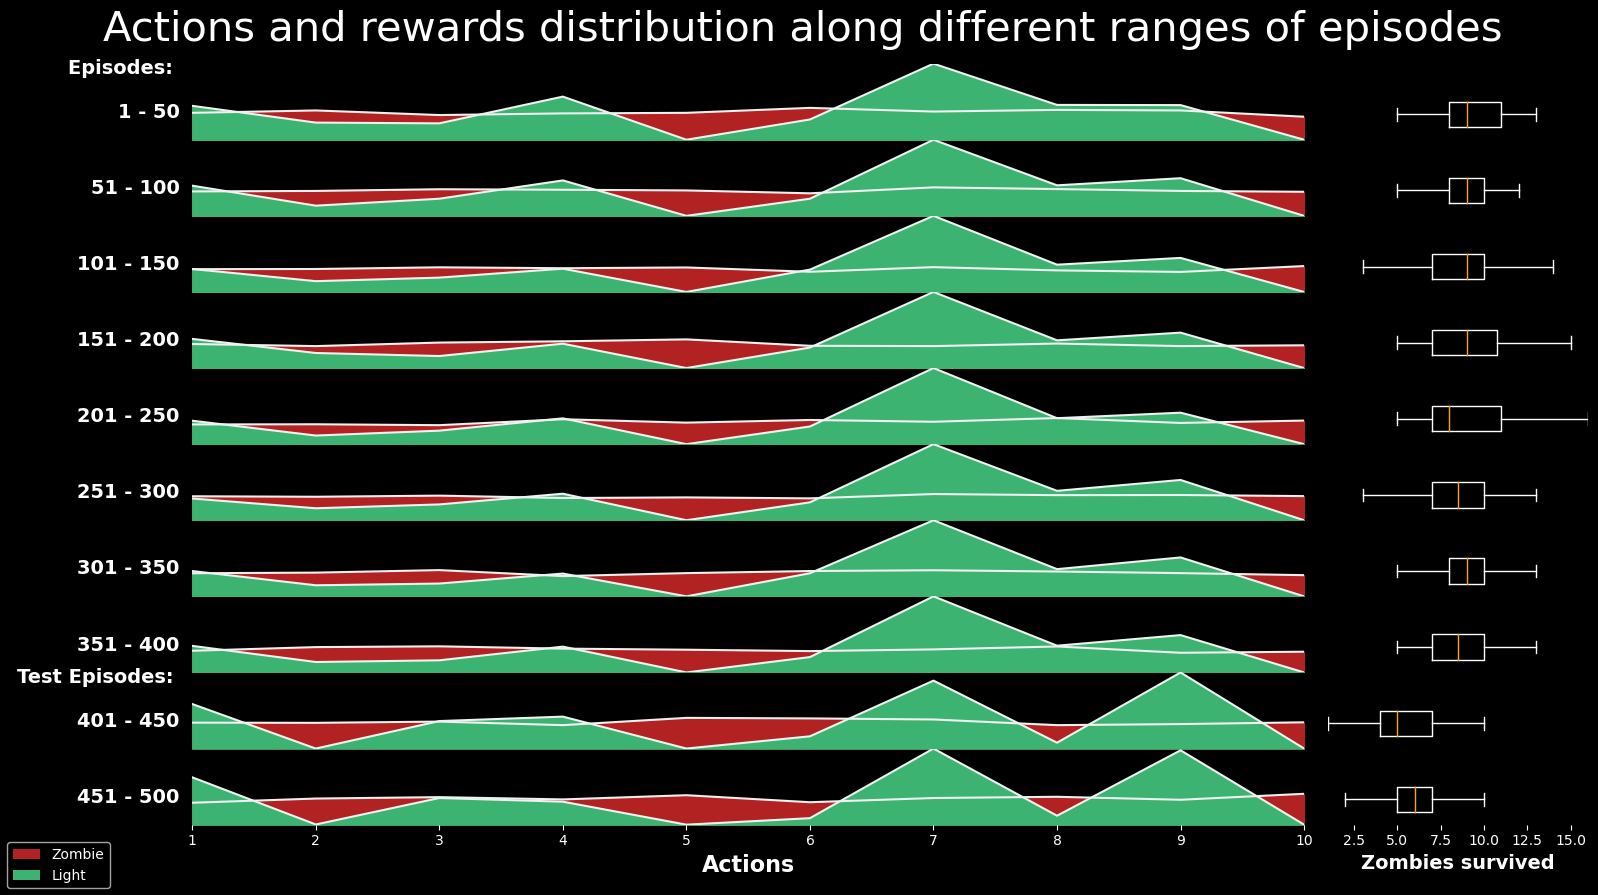 Actions and rewards distribution along different ranges of episodes
Episodes:
1 - 50
51 - 100
101 - 150
151 - 200
201 - 250
251 - 300
301 - 350
351 - 400
Test Episodes:
401 - 450
451 - 500
1 2 3 4 5 6 7 8 9 10
2.5 5.0 7.5 10.0 12.5 15.0
Actions
Zombies survived
Zombie
Light